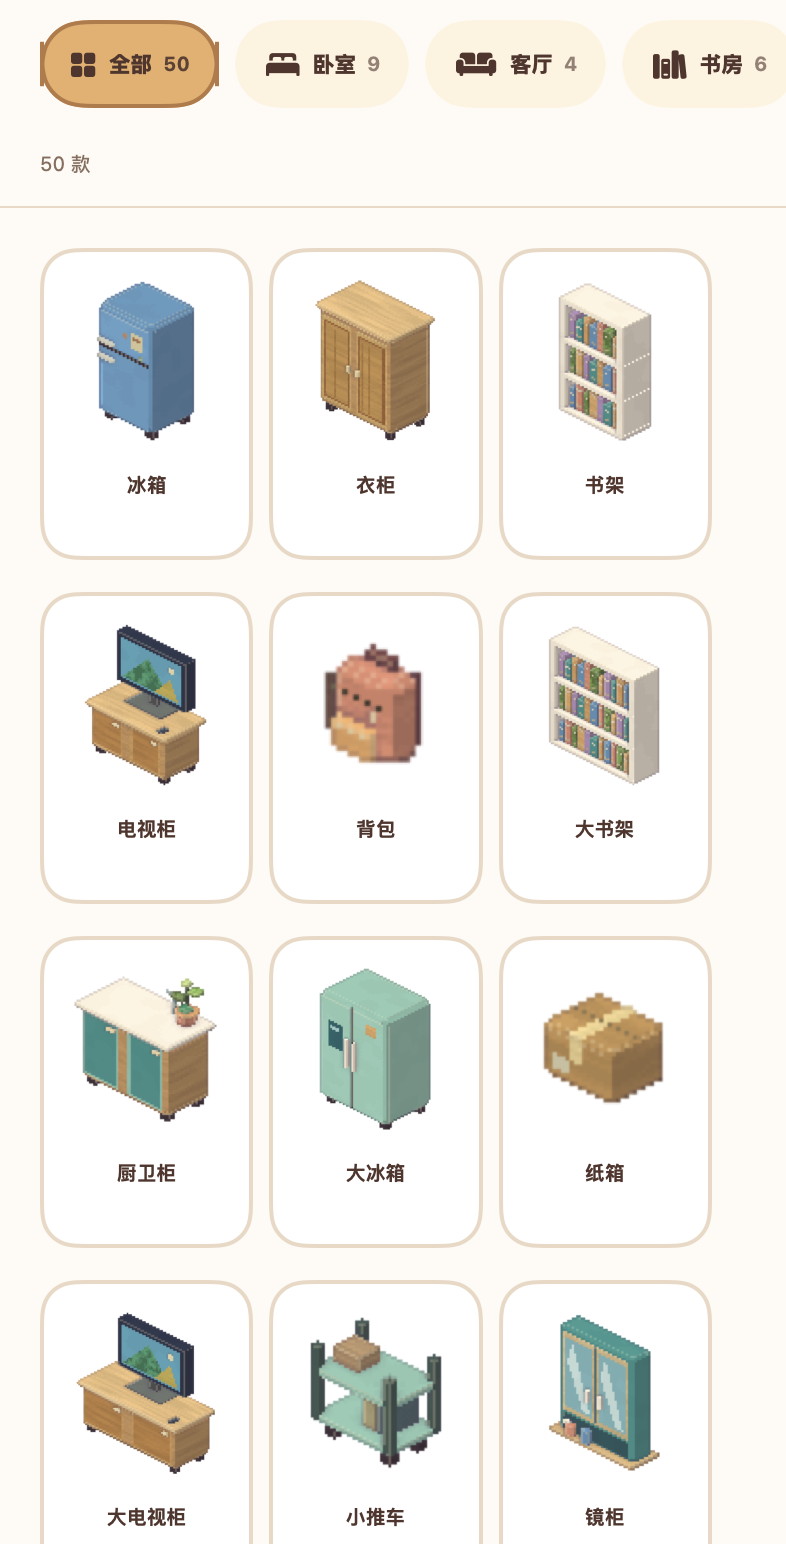 全部 50 卧室 9 客厅 4 书房 6
50 款
冰箱 衣柜 书架
电视柜 背包 大书架
厨卫柜 大冰箱 纸箱
大电视柜 小推车 镜柜